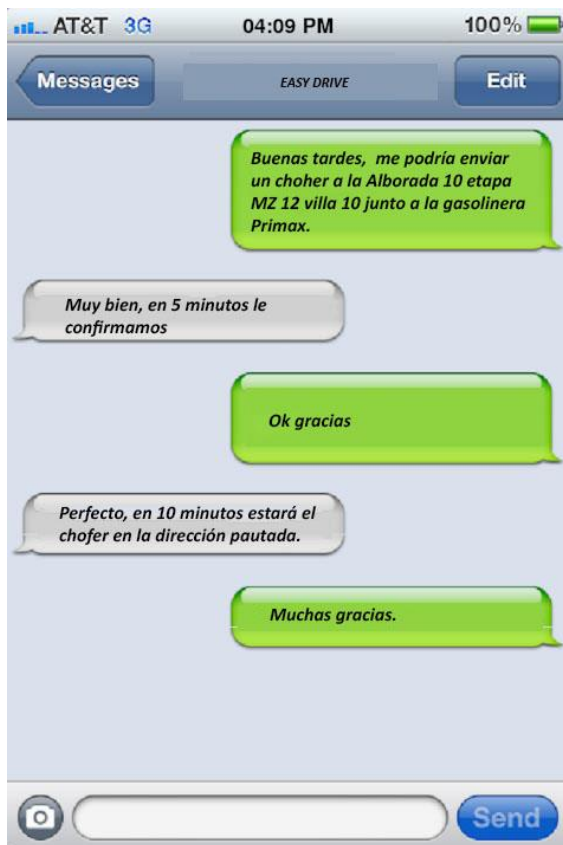 AT&T 3G 04:09 PM 100%
Messages EASY DRIVE Edit
Buenas tardes, me podría enviar
un choher a la Alborada 10 etapa
MZ 12 villa 10 junto a la gasolinera
Primax.
Muy bien, en 5 minutos le
confirmamos
Ok gracias
Perfecto, en 10 minutos estará el
chofer en la dirección pautada.
Muchas gracias.
Send